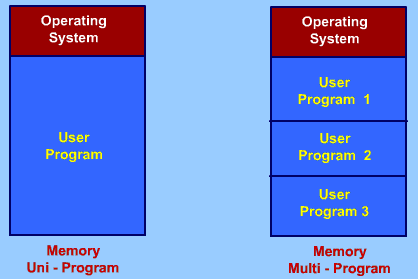 Operating
System
User
Program
Memory
Uni - Program
Operating
System
User
Program 1
User
Program 2
User
Program 3
Memory
Multi - Program